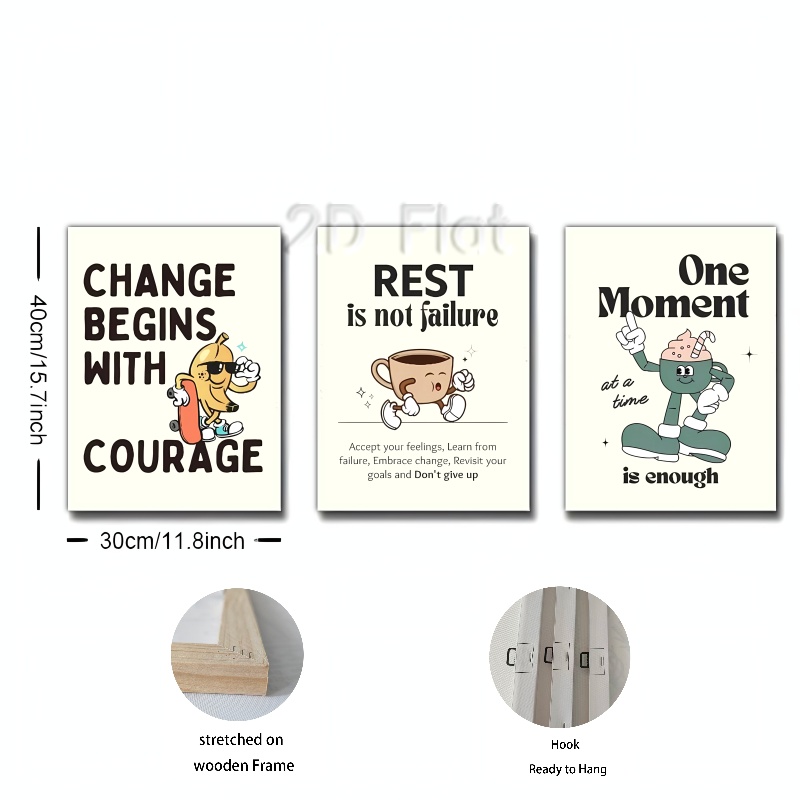 2D Flat
40cm/15.7inch
CHANGE
BEGINS
WITH
COURAGE
REST
is not failure
Accept your feelings, Learn from
failure, Embrace change, Revisit your
goals and Don't give up
One
Moment
at a
time
is enough
30cm/11.8inch
stretched on
wooden Frame
Hook
Ready to Hang